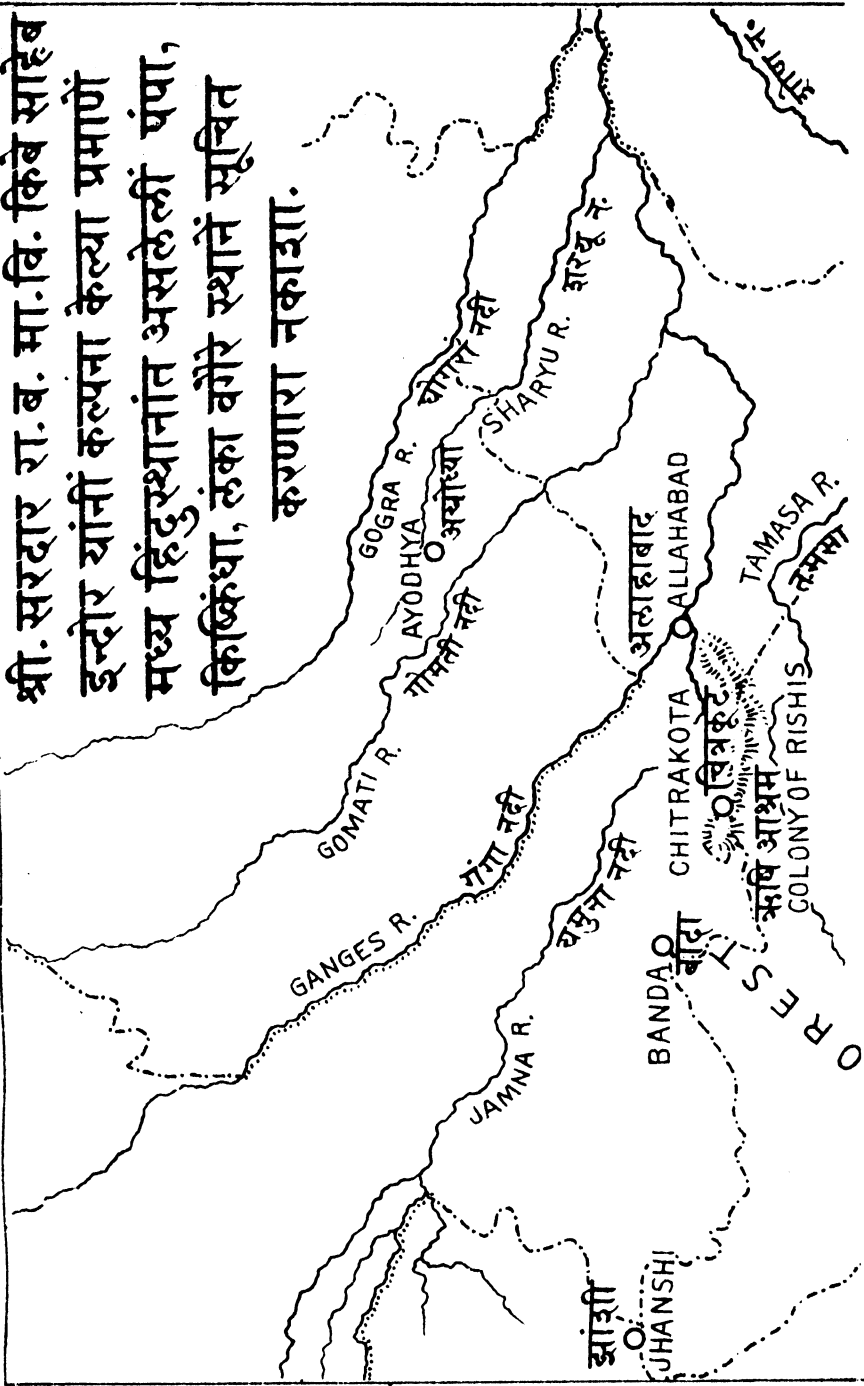 श्री. सरदार रा. ब. मा. वि. किबे साहेब
इन्दोर यांनीं कल्पना केल्या प्रमाणें
मध्य हिंदुस्थानांत असलेलीं पंपा,
किष्किंधा, लंका वगैरे स्थानें सूचित
करणारा नकाशा.
शोण न.
GOGRA R.
घोगरा नदी
SHARYU R.
शरयू न.
AYODHYA
अयोध्या
GOMATI R.
गोमती नदी
GANGES R.
गंगा नदी
अलाहाबाद
ALLAHABAD
JAMNA R.
यमुना नदी
TAMASA R.
तमसा
CHITRAKOTA
चित्रकूट
ऋषि आश्रम
COLONY OF RISHIS
BANDA
बांदा
OREST
झांशी
JHANSHI